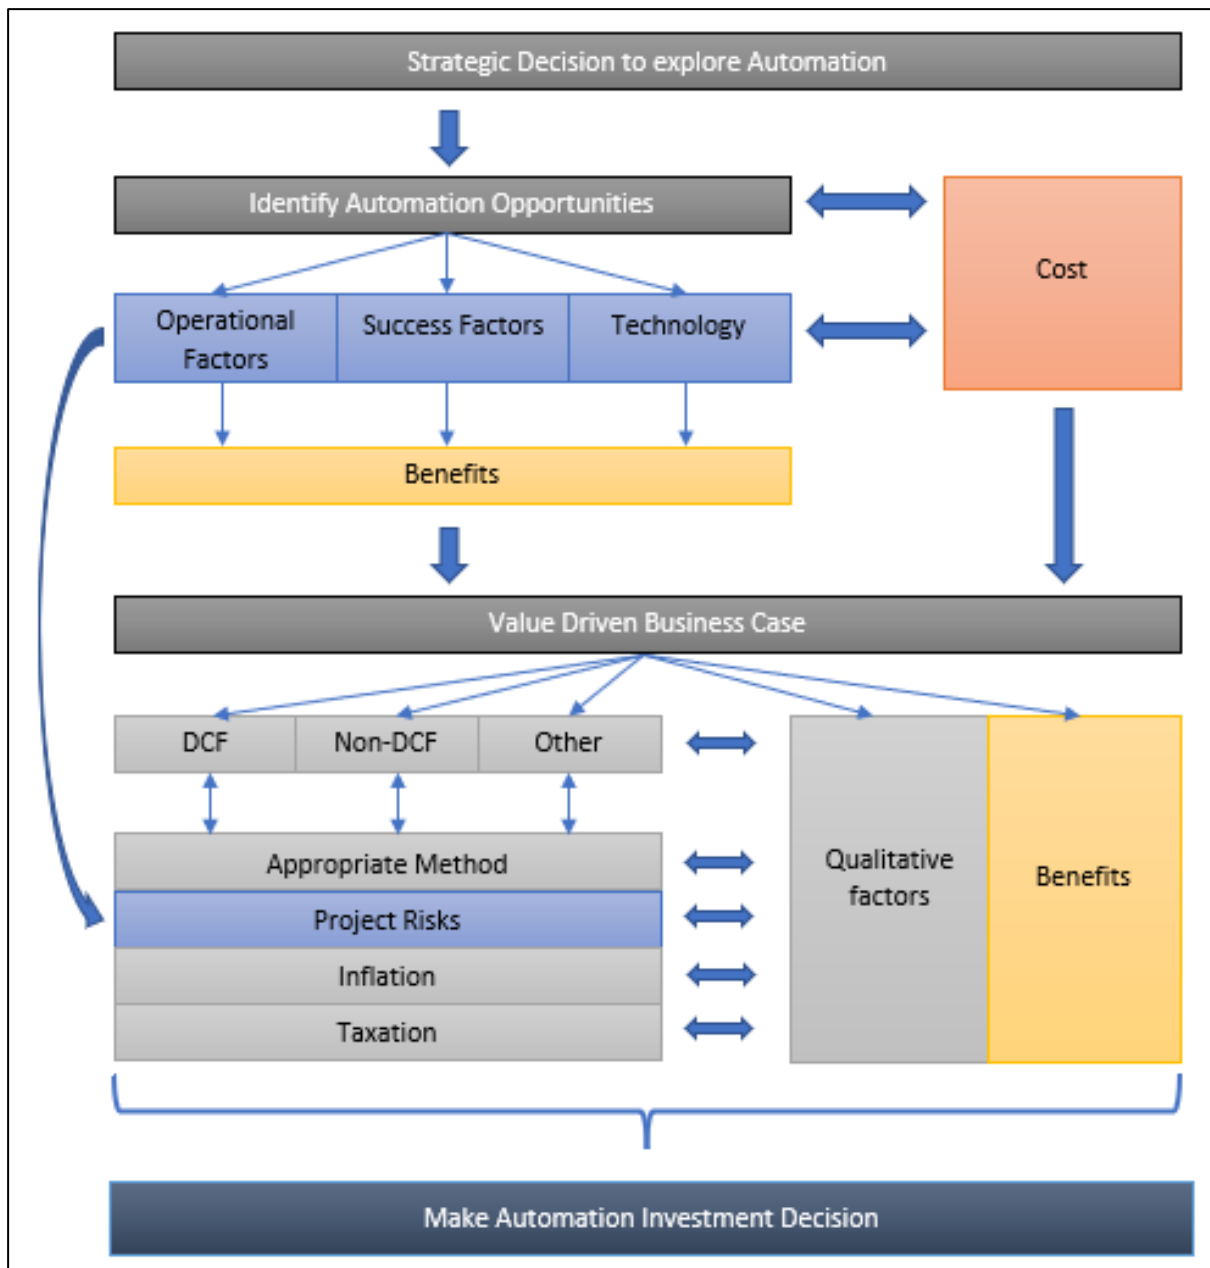 Strategic Decision to explore Automation
Identify Automation Opportunities
Cost
Operational
Factors
Success Factors
Technology
Benefits
Value Driven Business Case
DCF
Non-DCF
Other
Appropriate Method
Project Risks
Inflation
Taxation
Qualitative
factors
Benefits
Make Automation Investment Decision